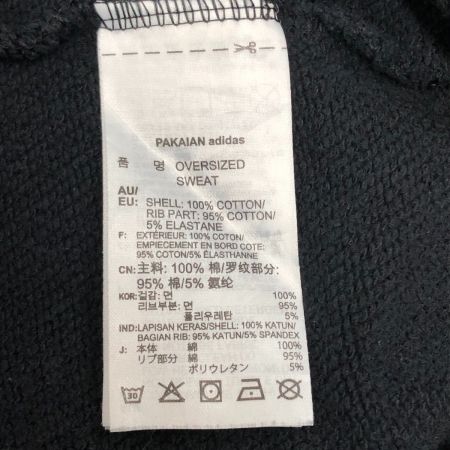 PAKAIAN adidas
품 명 OVERSIZED
SWEAT
AU/
EU: SHELL: 100% COTTON/
RIB PART: 95% COTTON/
5% ELASTANE
F: EXTÉRIEUR: 100% COTON/
EMPIECEMENT EN BORD COTE:
95% COTON/5% ÉLASTHANNE
CN: 主料: 100% 棉/罗纹部分:
95% 棉/5% 氨纶
KOR: 겉감: 면 100%
리브부분: 면 95%
폴리우레탄 5%
IND: LAPISAN KERAS/SHELL: 100% KATUN/
BAGIAN RIB: 95% KATUN/5% SPANDEX
J: 本体 綿 100%
リブ部分 綿 95%
ポリウレタン 5%
30